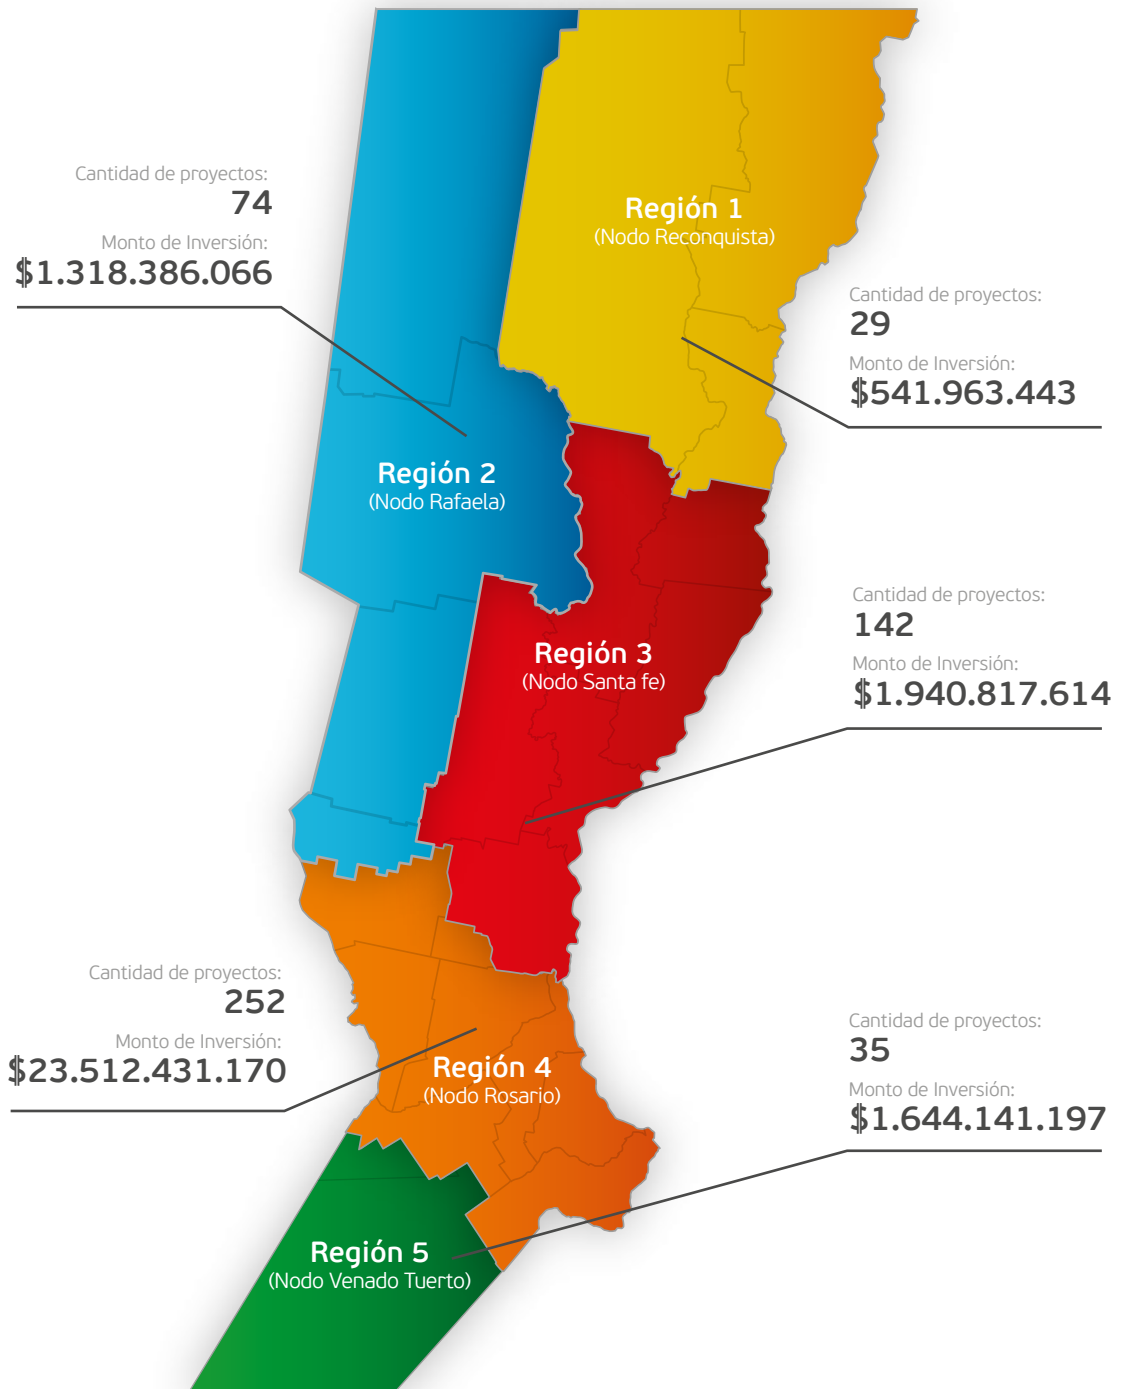 Cantidad de proyectos:
74
Monto de Inversión:
$1.318.386.066
Región 1
(Nodo Reconquista)
Cantidad de proyectos:
29
Monto de Inversión:
$541.963.443
Región 2
(Nodo Rafaela)
Región 3
(Nodo Santa fe)
Cantidad de proyectos:
142
Monto de Inversión:
$1.940.817.614
Cantidad de proyectos:
252
Monto de Inversión:
$23.512.431.170
Región 4
(Nodo Rosario)
Cantidad de proyectos:
35
Monto de Inversión:
$1.644.141.197
Región 5
(Nodo Venado Tuerto)